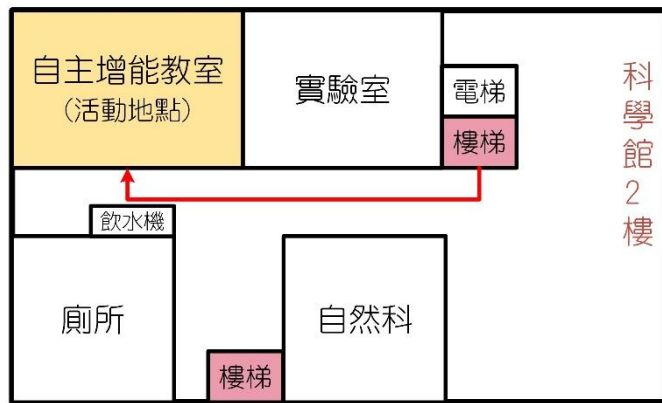 自主增能教室
(活動地點)
實驗室
電梯
樓梯
科學館2樓
飲水機
廁所
樓梯
自然科